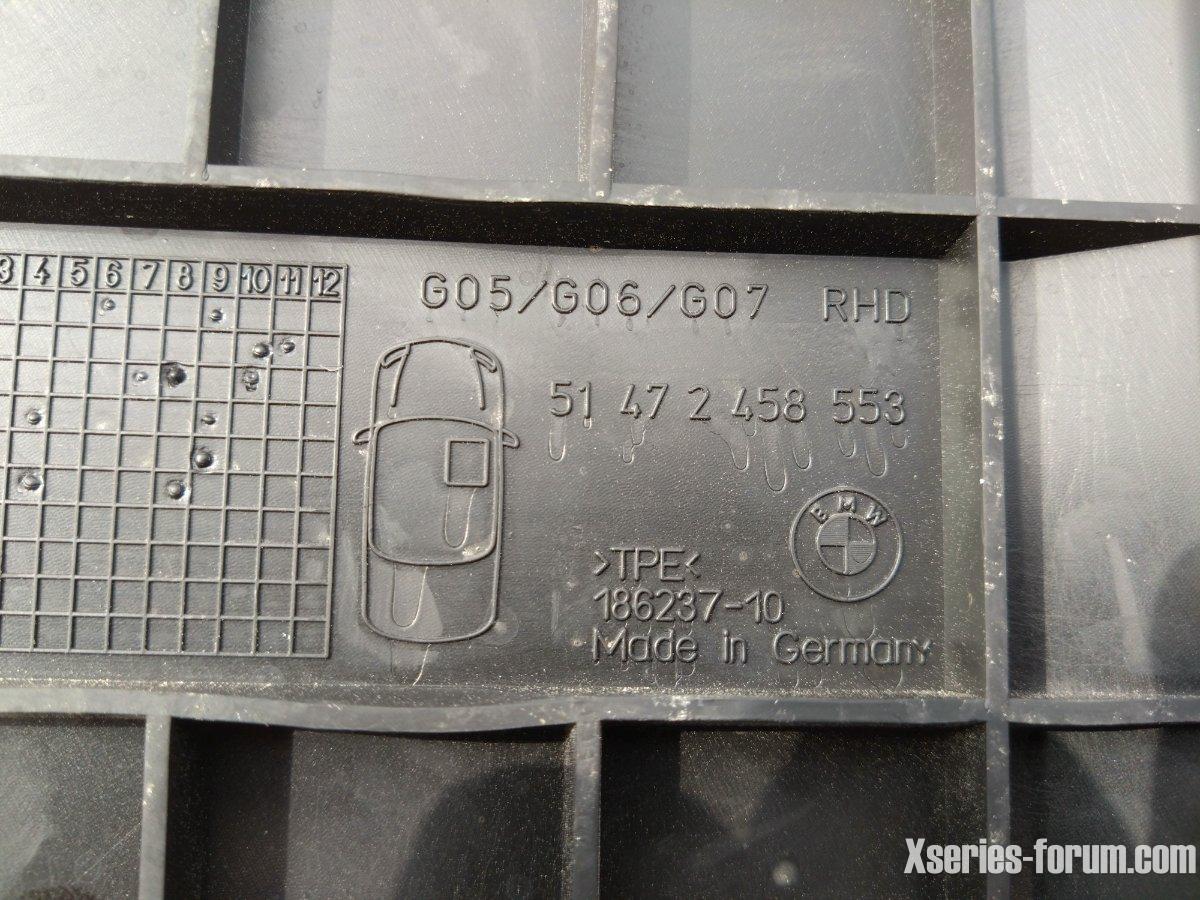 3 4 5 6 7 8 9 10 11 12
G05/G06/G07 RHD
51 47 2 458 553
BMW
>TPE<
186237-10
Made in Germany
Xseries-forum.com